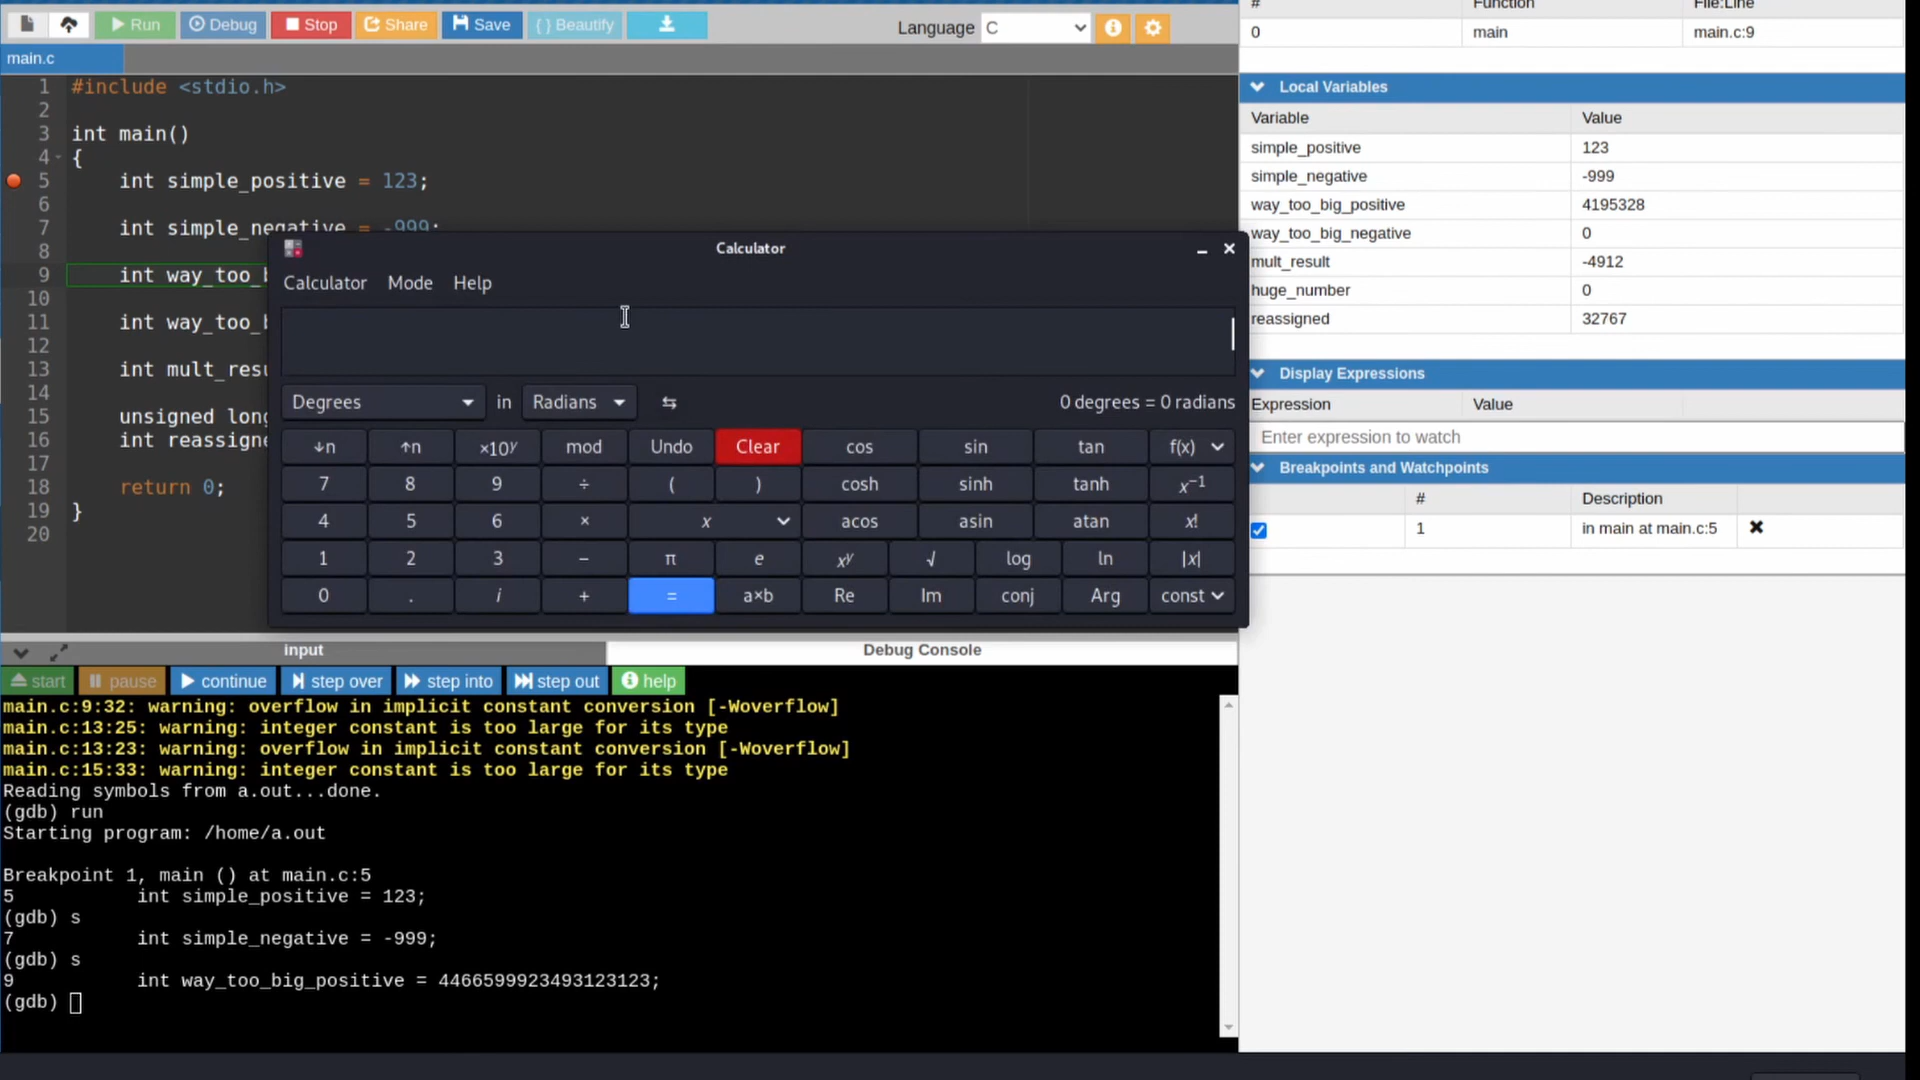 Run Debug Stop Share Save { } Beautify
Language C
main.c
1 #include <stdio.h>
2
3 int main()
4 {
5 int simple_positive = 123;
6
7 int simple_negative = -999;
8
9 int way_too_b
10
11 int way_too_b
12
13 int mult_resu
14
15 unsigned long
16 int reassigne
17
18 return 0;
19 }
20
Calculator
Calculator Mode Help
Degrees in Radians ⇆ 0 degrees = 0 radians
↓n ↑n ×10ʸ mod Undo Clear cos sin tan f(x)
7 8 9 ÷ ( ) cosh sinh tanh x⁻¹
4 5 6 × x acos asin atan x!
1 2 3 − π e xʸ √ log ln |x|
0 . i + = a×b Re Im conj Arg const
input Debug Console
start pause continue step over step into step out help
main.c:9:32: warning: overflow in implicit constant conversion [-Woverflow]
main.c:13:25: warning: integer constant is too large for its type
main.c:13:23: warning: overflow in implicit constant conversion [-Woverflow]
main.c:15:33: warning: integer constant is too large for its type
Reading symbols from a.out...done.
(gdb) run
Starting program: /home/a.out
Breakpoint 1, main () at main.c:5
5 int simple_positive = 123;
(gdb) s
7 int simple_negative = -999;
(gdb) s
9 int way_too_big_positive = 4466599923493123123;
(gdb)
# Function File:Line
0 main main.c:9
Local Variables
Variable Value
simple_positive 123
simple_negative -999
way_too_big_positive 4195328
way_too_big_negative 0
mult_result -4912
huge_number 0
reassigned 32767
Display Expressions
Expression Value
Enter expression to watch
Breakpoints and Watchpoints
# Description
1 in main at main.c:5 ✖